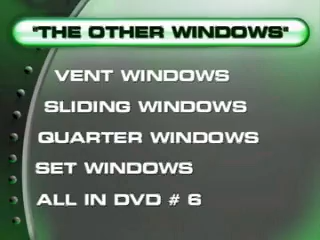 "THE OTHER WINDOWS"
VENT WINDOWS
SLIDING WINDOWS
QUARTER WINDOWS
SET WINDOWS
ALL IN DVD # 6